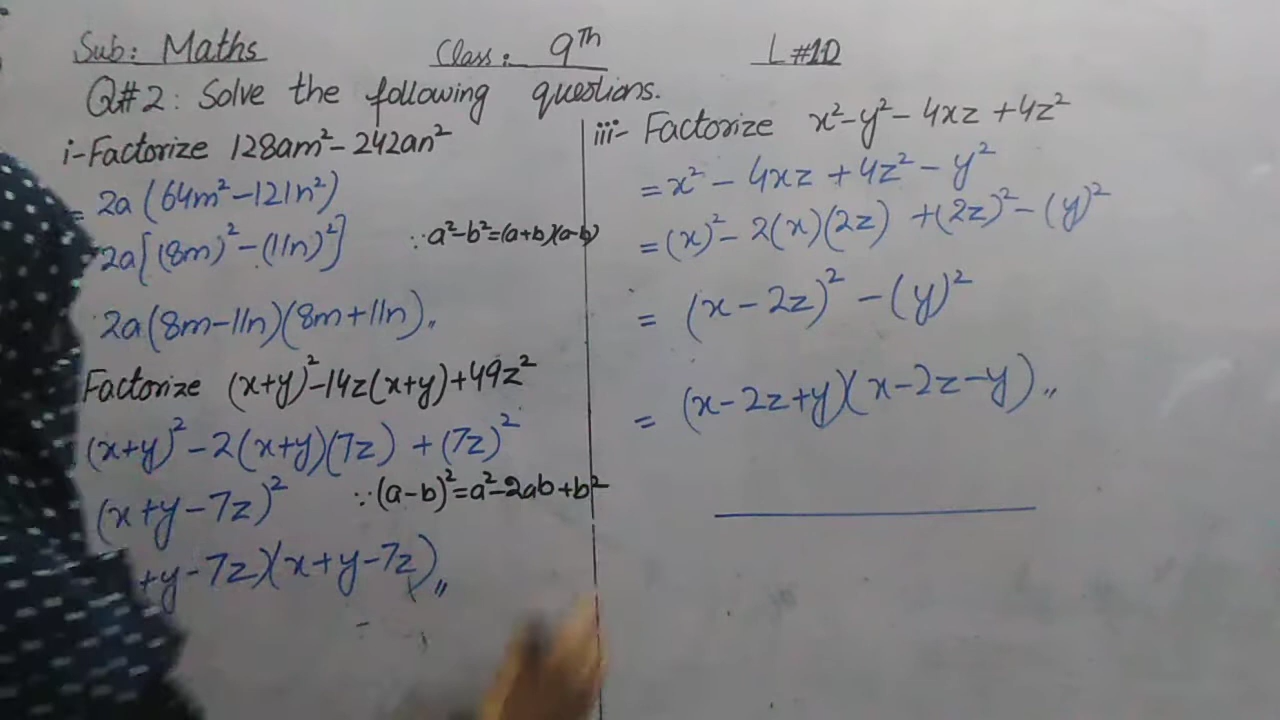 Sub: Maths Class: 9th L#10
Q#2: Solve the following questions.
i- Factorize 128am² - 242an²
= 2a(64m² - 121n²)
2a[(8m)² - (11n)²] ∵ a²-b²=(a+b)(a-b)
2a(8m-11n)(8m+11n)〃
Factorize (x+y)² - 14z(x+y) + 49z²
(x+y)² - 2(x+y)(7z) + (7z)²
(x+y-7z)² ∵ (a-b)² = a²-2ab+b²
+y-7z)(x+y-7z)〃
iii- Factorize x² - y² - 4xz + 4z²
= x² - 4xz + 4z² - y²
= (x)² - 2(x)(2z) + (2z)² - (y)²
= (x-2z)² - (y)²
= (x-2z+y)(x-2z-y)〃